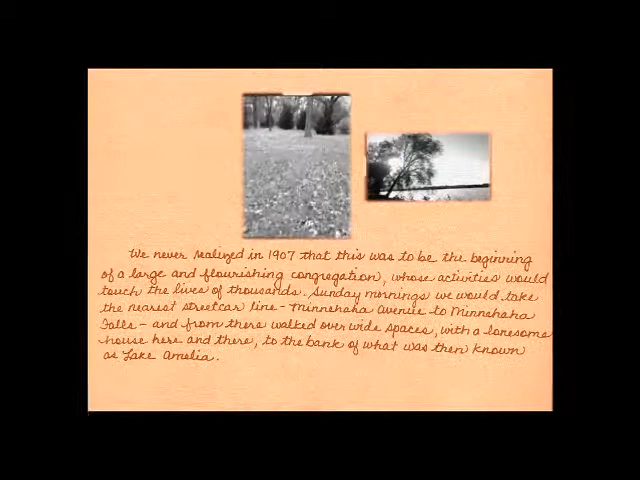 We never realized in 1907 that this was to be the beginning
of a large and flourishing congregation, whose activities would
touch the lives of thousands. Sunday mornings we would take
the nearest streetcar line - Minnehaha Avenue to Minnehaha
Falls - and from there walked over wide spaces, with a lonesome
house here and there, to the bank of what was then known
as Lake Amelia.